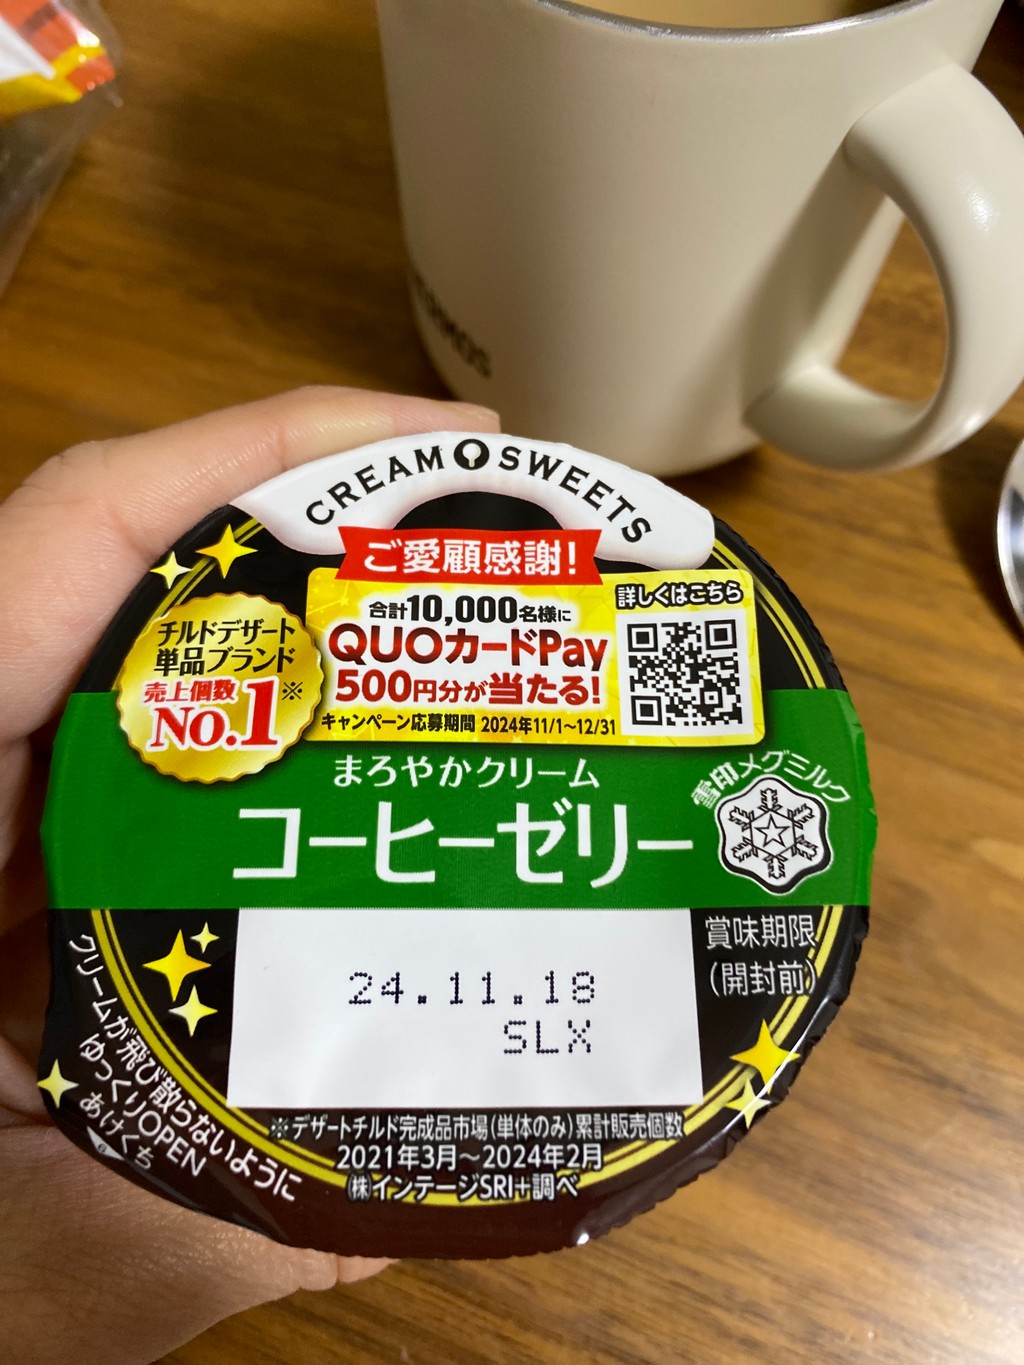 CREAM SWEETS
ご愛顧感謝!
合計10,000名様に
QUOカードPay
500円分が当たる!
キャンペーン応募期間 2024年11/1〜12/31
詳しくはこちら
チルドデザート
単品ブランド
売上個数
No.1※
まろやかクリーム
コーヒーゼリー
雪印メグミルク
賞味期限
(開封前)
24.11.18
SLX
クリームが飛び散らないように
ゆっくりOPEN
あけくち
6
※デザートチルド完成品市場(単体のみ)累計販売個数
2021年3月〜2024年2月
㈱インテージSRI+調べ